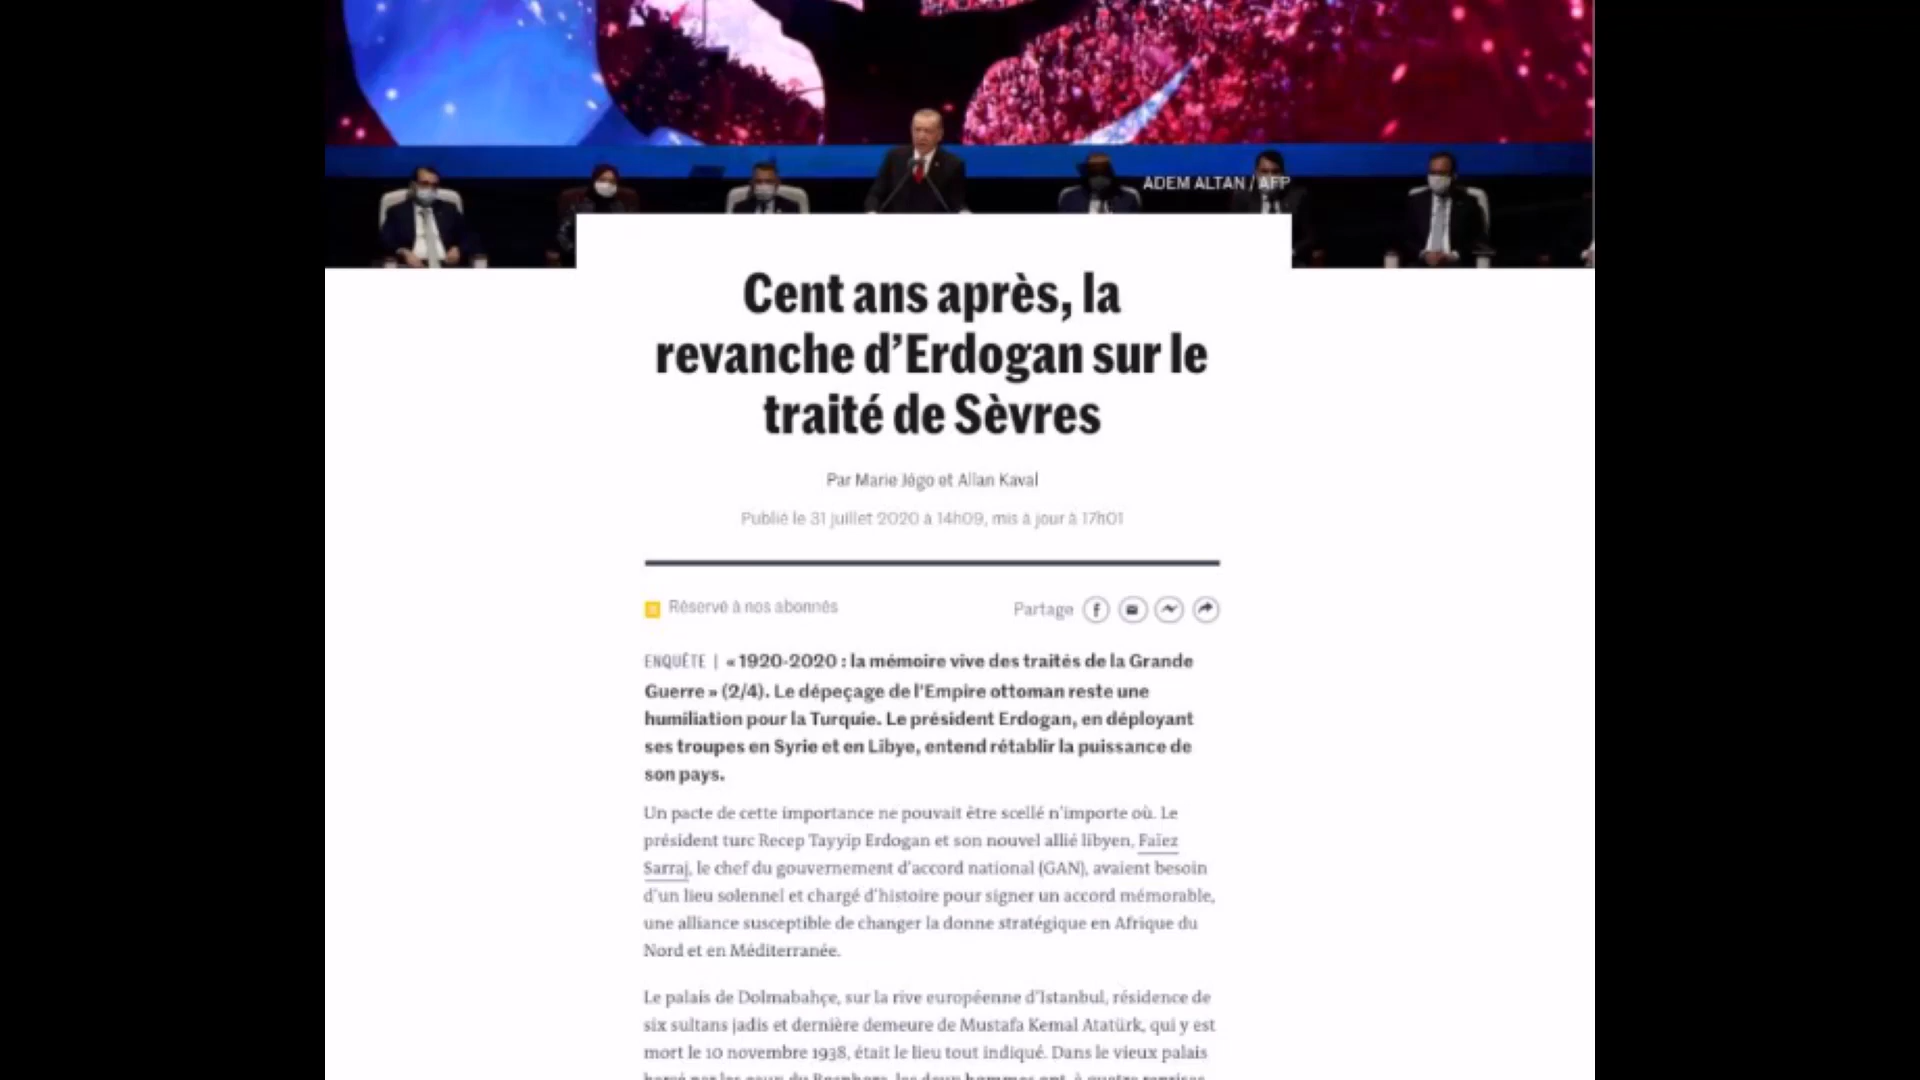 ADEM ALTAN / AFP
Cent ans après, la
revanche d’Erdogan sur le
traité de Sèvres
Par Marie Jégo et Allan Kaval
Publié le 31 juillet 2020 à 14h09, mis à jour à 17h01
Réservé à nos abonnés
Partage
ENQUÊTE | « 1920-2020 : la mémoire vive des traités de la Grande
Guerre » (2/4). Le dépeçage de l’Empire ottoman reste une
humiliation pour la Turquie. Le président Erdogan, en déployant
ses troupes en Syrie et en Libye, entend rétablir la puissance de
son pays.
Un pacte de cette importance ne pouvait être scellé n’importe où. Le
président turc Recep Tayyip Erdogan et son nouvel allié libyen, Faïez
Sarraj, le chef du gouvernement d’accord national (GAN), avaient besoin
d’un lieu solennel et chargé d’histoire pour signer un accord mémorable,
une alliance susceptible de changer la donne stratégique en Afrique du
Nord et en Méditerranée.
Le palais de Dolmabahçe, sur la rive européenne d’Istanbul, résidence de
six sultans jadis et dernière demeure de Mustafa Kemal Atatürk, qui y est
mort le 10 novembre 1938, était le lieu tout indiqué. Dans le vieux palais
les deux hommes ont, à quatre reprises